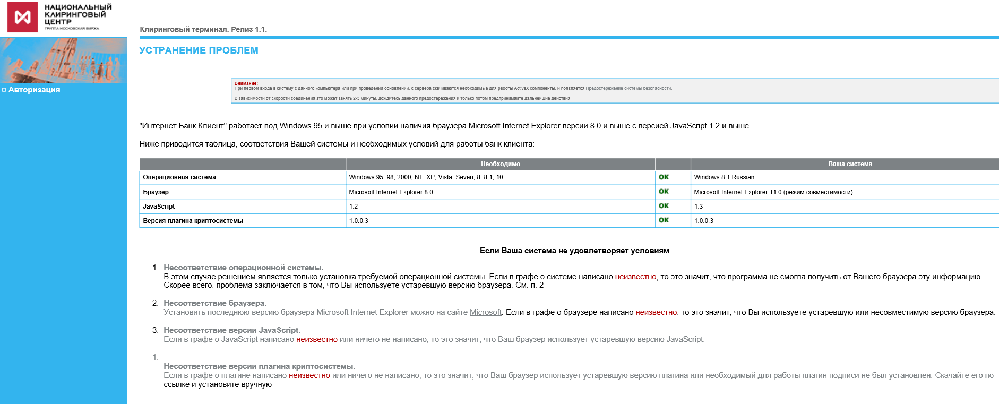 НАЦИОНАЛЬНЫЙ
КЛИРИНГОВЫЙ
ЦЕНТР
ГРУППА МОСКОВСКАЯ БИРЖА
Клиринговый терминал. Релиз 1.1.
УСТРАНЕНИЕ ПРОБЛЕМ
Авторизация
Внимание!
При первом входе в систему с данного компьютера или при проведении обновлений, с сервера скачиваются необходимые для работы ActiveX компоненты, и появляется Предостережение системы безопасности.
В зависимости от скорости соединения это может занять 2-3 минуты, дождитесь данного предостережения и только потом предпринимайте дальнейшие действия.
"Интернет Банк Клиент" работает под Windows 95 и выше при условии наличия браузера Microsoft Internet Explorer версии 8.0 и выше с версией JavaScript 1.2 и выше.
Ниже приводится таблица, соответствия Вашей системы и необходимых условий для работы банк клиента:
Необходимо Ваша система
Операционная система Windows 95, 98, 2000, NT, XP, Vista, Seven, 8, 8.1, 10 OK Windows 8.1 Russian
Браузер Microsoft Internet Explorer 8.0 OK Microsoft Internet Explorer 11.0 (режим совместимости)
JavaScript 1.2 OK 1.3
Версия плагина криптосистемы 1.0.0.3 OK 1.0.0.3
Если Ваша система не удовлетворяет условиям
1. Несоответствие операционной системы.
В этом случае решением является только установка требуемой операционной системы. Если в графе о системе написано неизвестно, то это значит, что программа не смогла получить от Вашего браузера эту информацию.
Скорее всего, проблема заключается в том, что Вы используете устаревшую версию браузера. См. п. 2
2. Несоответствие браузера.
Установить последнюю версию браузера Microsoft Internet Explorer можно на сайте Microsoft. Если в графе о браузере написано неизвестно, то это значит, что Вы используете устаревшую или несовместимую версию браузера.
3. Несоответствие версии JavaScript.
Если в графе о JavaScript написано неизвестно или ничего не написано, то это значит, что Ваш браузер использует устаревшую версию JavaScript.
1.
Несоответствие версии плагина криптосистемы.
Если в графе о плагине написано неизвестно или ничего не написано, то это значит, что Ваш браузер использует устаревшую версию плагина или необходимый для работы плагин подписи не был установлен. Скачайте его по
ссылке и установите вручную